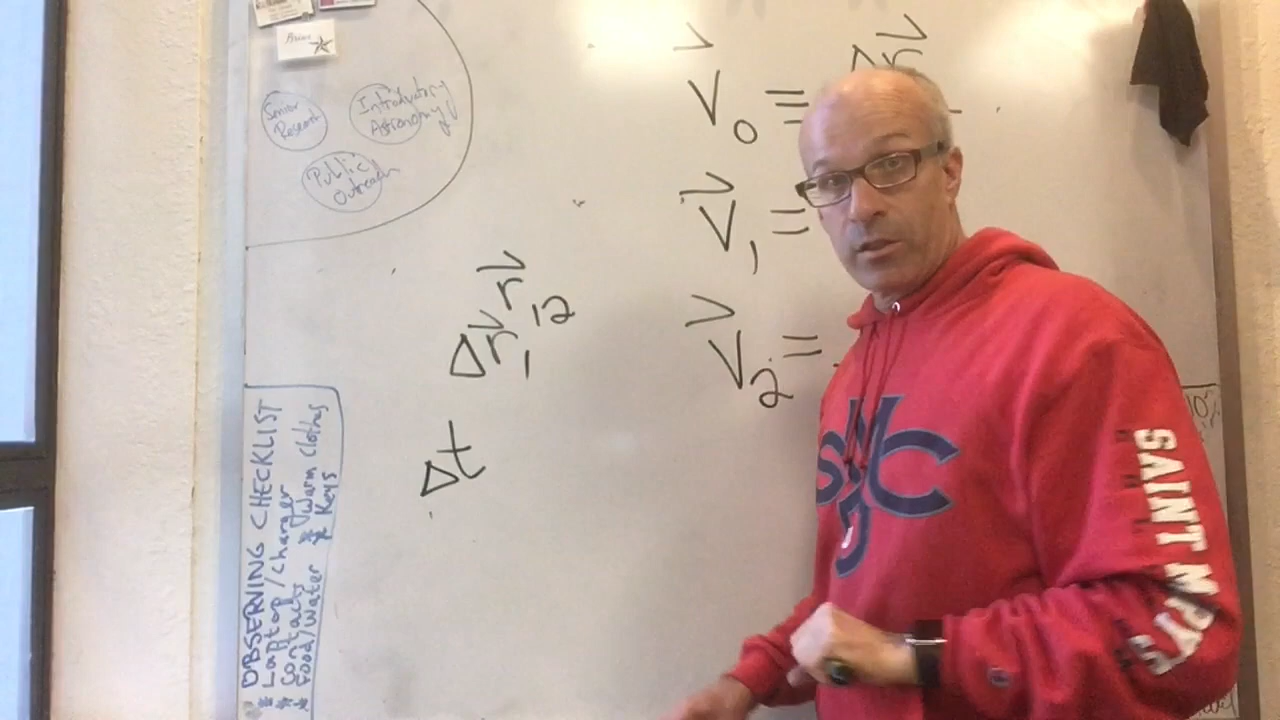 Senior
Research
Introductory
Astronomy
Public
Outreach
v⃗₀ =
Δr⃗
v⃗₁ =
v⃗₂ =
r⃗₁₂
Δr⃗₁
Δt
OBSERVING CHECKLIST
* Laptop/charger
* Contacts
* Food/Water
* Warm clothes
* Keys
SMC
SAINT MARY'S